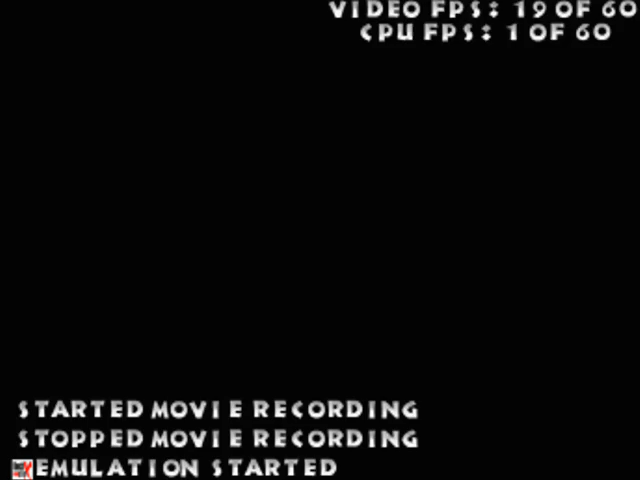 VIDEO FPS: 19 OF 60
CPU FPS: 1 OF 60
STARTED MOVIE RECORDING
STOPPED MOVIE RECORDING
EMULATION STARTED